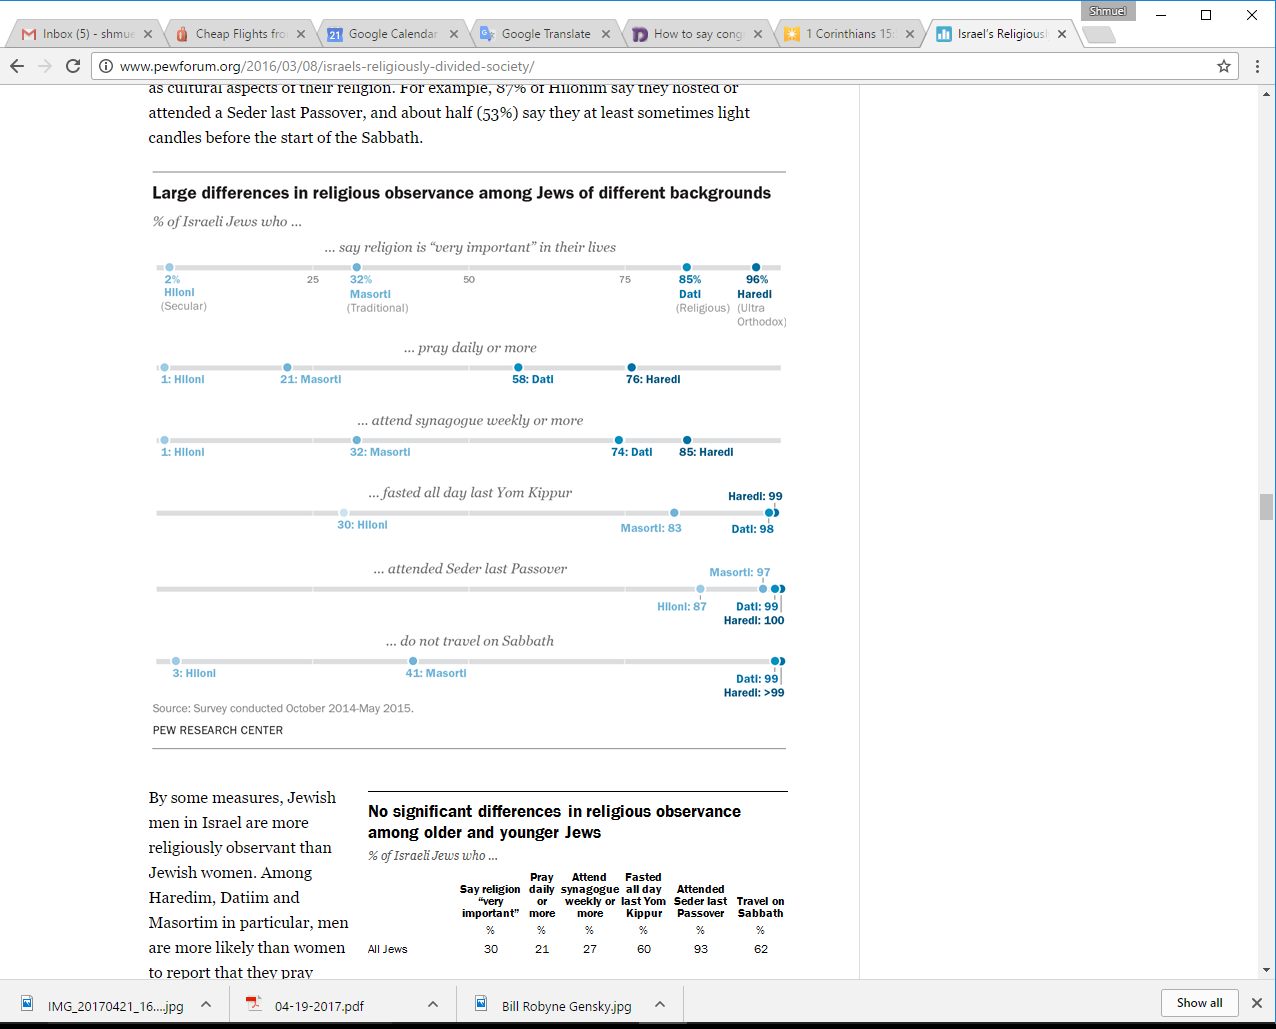 Shmuel
Inbox (5) - shmue
Cheap Flights fro
21 Google Calendar
Google Translate
How to say cong
1 Corinthians 15:
Israel's Religiousl
www.pewforum.org/2016/03/08/israels-religiously-divided-society/
as cultural aspects of their religion. For example, 87% of Hilonim say they hosted or
attended a Seder last Passover, and about half (53%) say they at least sometimes light
candles before the start of the Sabbath.
Large differences in religious observance among Jews of different backgrounds
% of Israeli Jews who ...
... say religion is “very important” in their lives
2% 25 32% 50 75 85% 96%
Hiloni Masorti Dati Haredi
(Secular) (Traditional) (Religious) (Ultra
Orthodox)
... pray daily or more
1: Hiloni 21: Masorti 58: Dati 76: Haredi
... attend synagogue weekly or more
1: Hiloni 32: Masorti 74: Dati 85: Haredi
... fasted all day last Yom Kippur
Haredi: 99
30: Hiloni Masorti: 83 Dati: 98
... attended Seder last Passover
Masorti: 97
Hiloni: 87 Dati: 99
Haredi: 100
... do not travel on Sabbath
3: Hiloni 41: Masorti
Dati: 99
Haredi: >99
Source: Survey conducted October 2014-May 2015.
PEW RESEARCH CENTER
By some measures, Jewish
men in Israel are more
religiously observant than
Jewish women. Among
Haredim, Datiim and
Masortim in particular, men
are more likely than women
to report that they pray
No significant differences in religious observance
among older and younger Jews
% of Israeli Jews who ...
Pray Attend Fasted
Say religion daily synagogue all day Attended
“very or weekly or last Yom Seder last Travel on
important” more more Kippur Passover Sabbath
% % % % % %
All Jews 30 21 27 60 93 62
IMG_20170421_16....jpg
04-19-2017.pdf
Bill Robyne Gensky.jpg
Show all